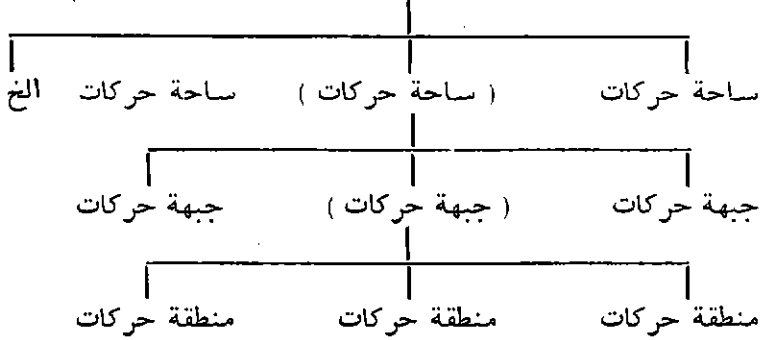 ساحة حركات ( ساحة حركات ) ساحة حركات الخ
جبهة حركات ( جبهة حركات ) جبهة حركات
منطقة حركات منطقة حركات منطقة حركات